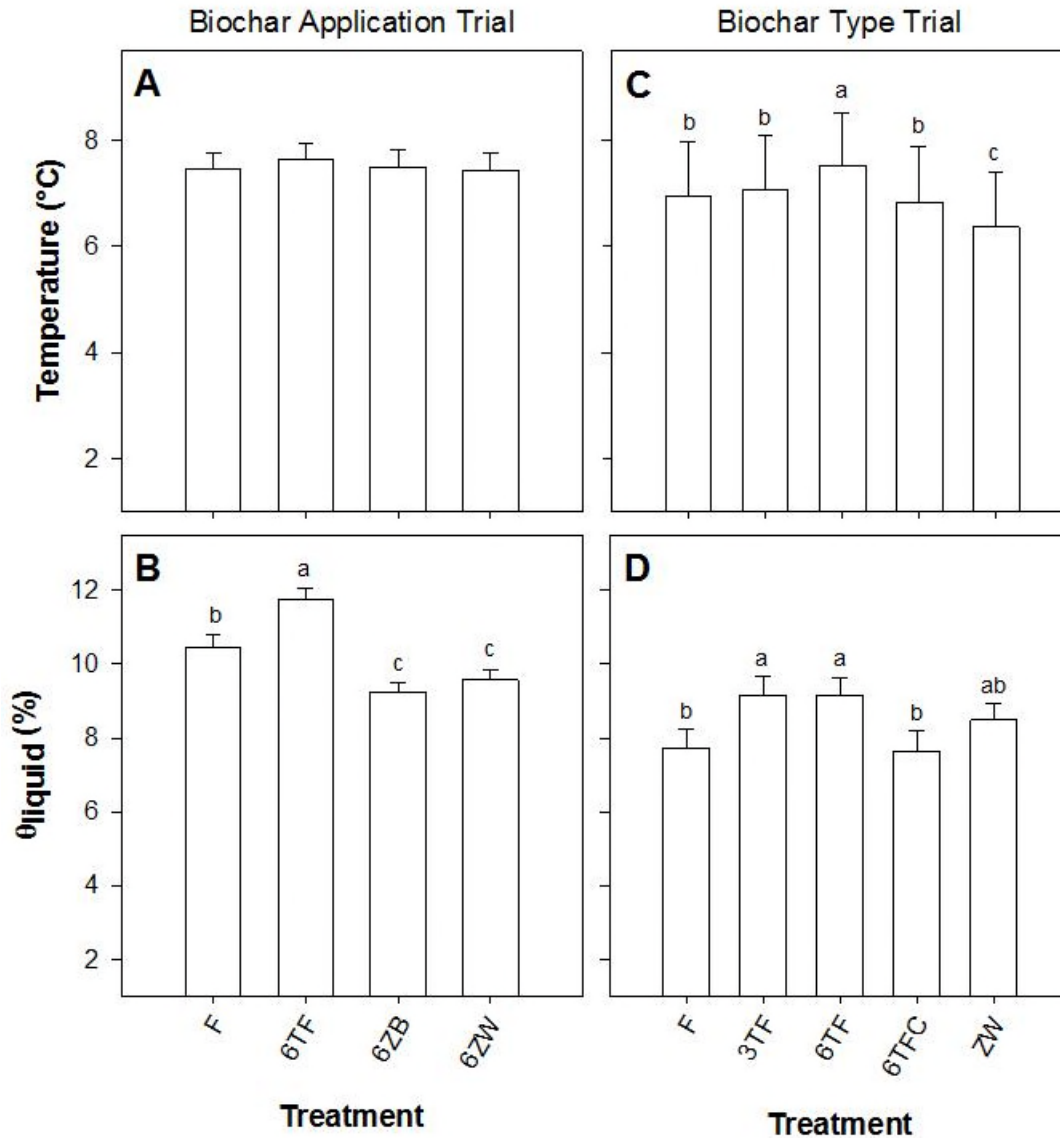 Biochar Application Trial
Biochar Type Trial
A
C
a
b
b
b
c
8
6
4
2
Temperature (°C)
B
D
a
b
c
c
a
a
ab
b
b
12
10
8
6
4
2
θliquid (%)
F
6TF
6ZB
6ZW
F
3TF
6TF
6TFC
ZW
Treatment
Treatment